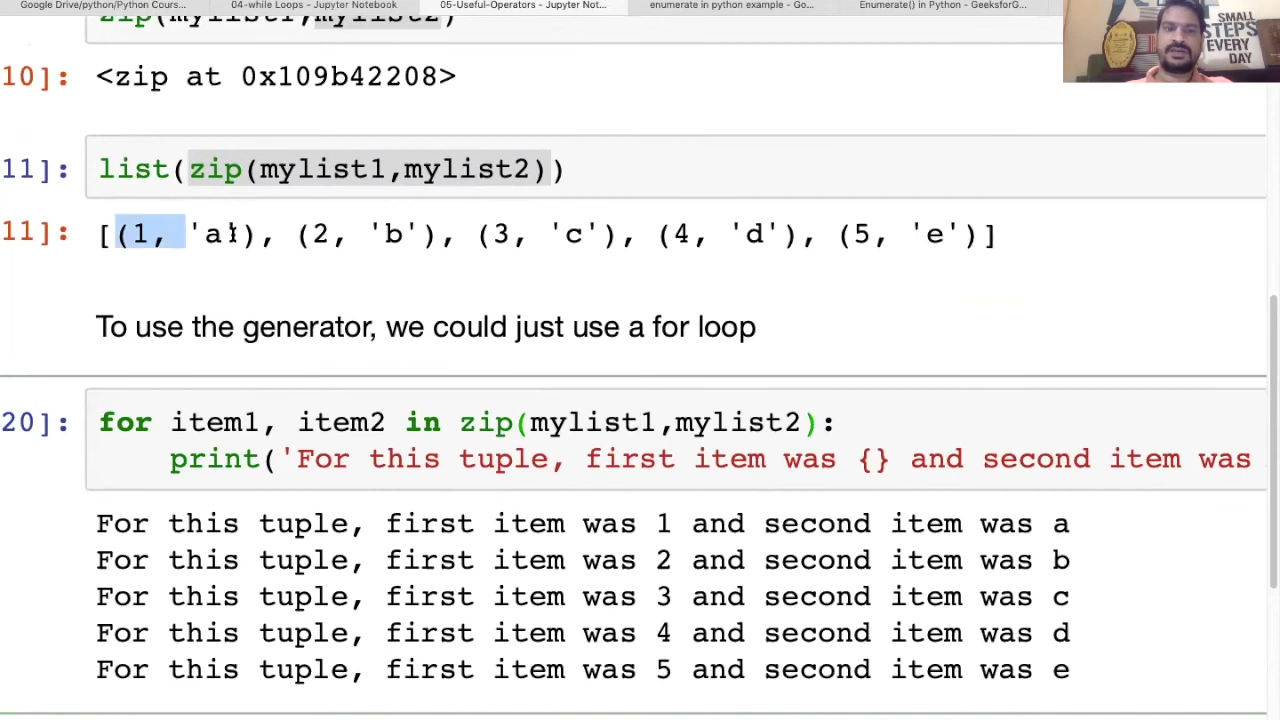 Google Drive/python/Python Cours... 04-while Loops - Jupyter Notebook 05-Useful-Operators - Jupyter Not... enumerate in python example - Go... Enumerate() in Python - GeeksforG...
zip(mylist1,mylist2)
SMALL
STEPS
EVERY
DAY
10]: <zip at 0x109b42208>
11]: list(zip(mylist1,mylist2))
11]: [(1, 'a'), (2, 'b'), (3, 'c'), (4, 'd'), (5, 'e')]
To use the generator, we could just use a for loop
20]: for item1, item2 in zip(mylist1,mylist2):
print('For this tuple, first item was {} and second item was
For this tuple, first item was 1 and second item was a
For this tuple, first item was 2 and second item was b
For this tuple, first item was 3 and second item was c
For this tuple, first item was 4 and second item was d
For this tuple, first item was 5 and second item was e